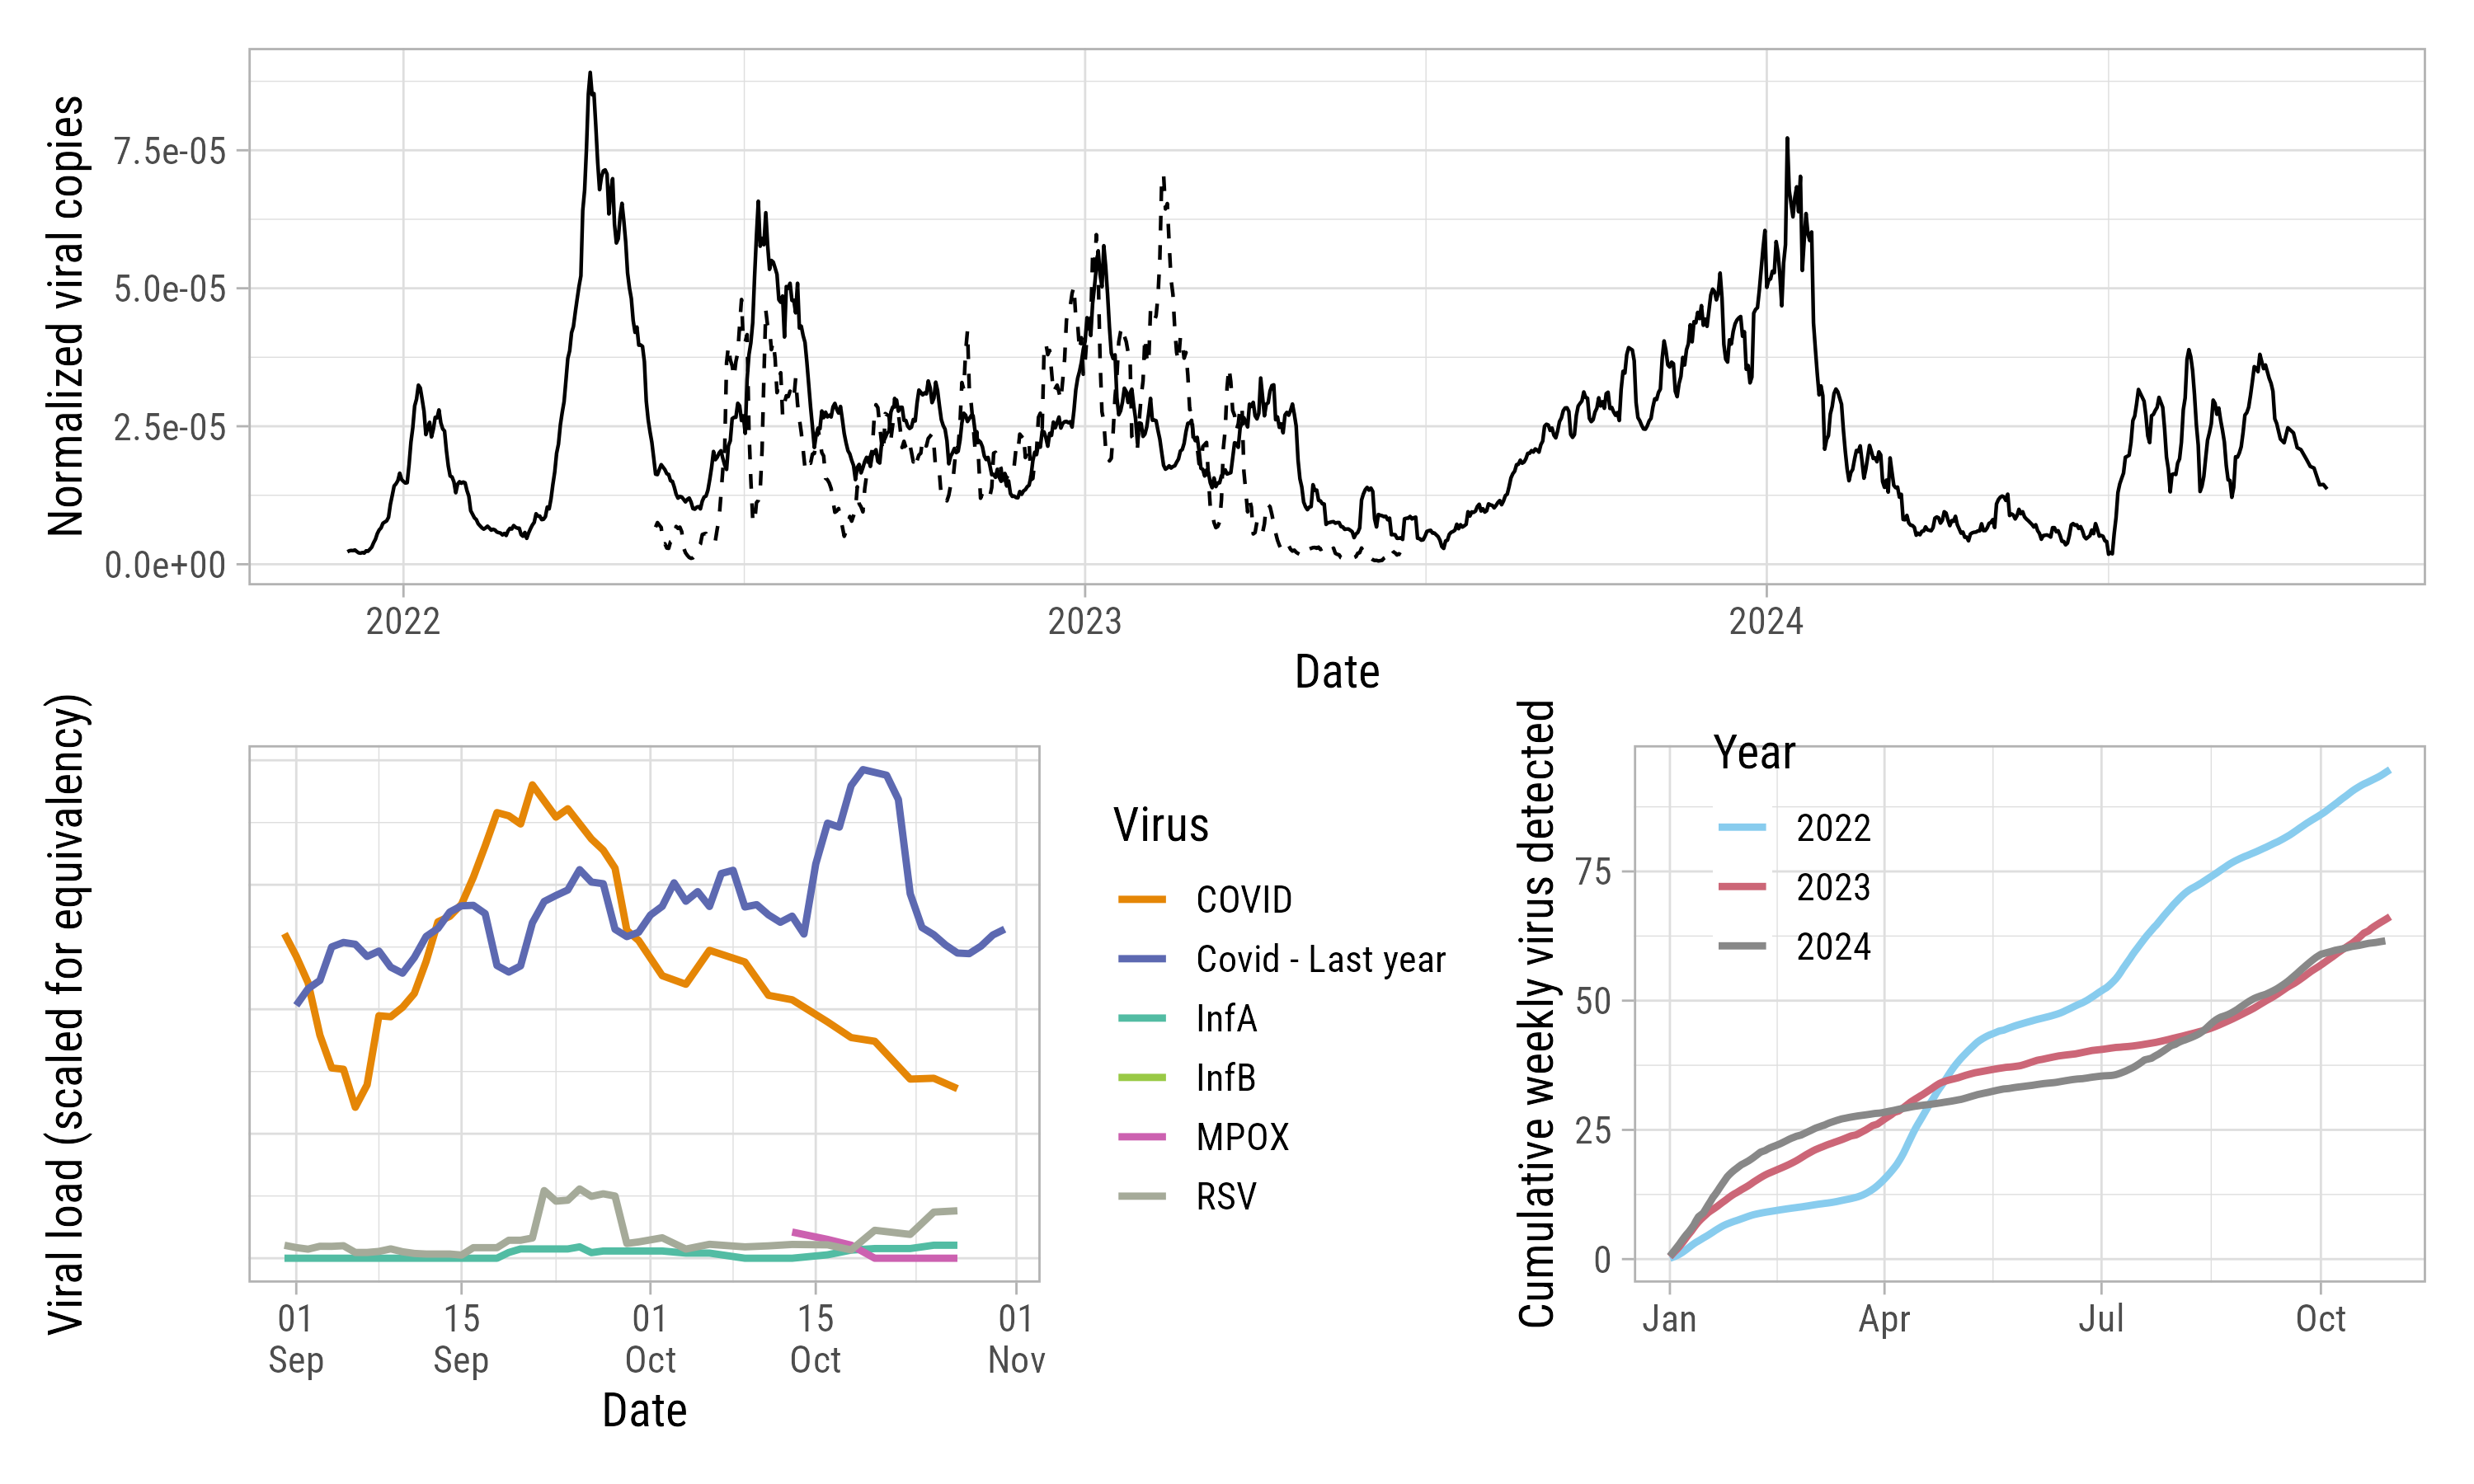 Normalized viral copies
7.5e-05
5.0e-05
2.5e-05
0.0e+00
2022
2023
2024
Date
Viral load (scaled for equivalency)
01 Sep
15 Sep
01 Oct
15 Oct
01 Nov
Date
Virus
COVID
Covid - Last year
InfA
InfB
MPOX
RSV
Cumulative weekly virus detected
75
50
25
0
Year
2022
2023
2024
Jan
Apr
Jul
Oct